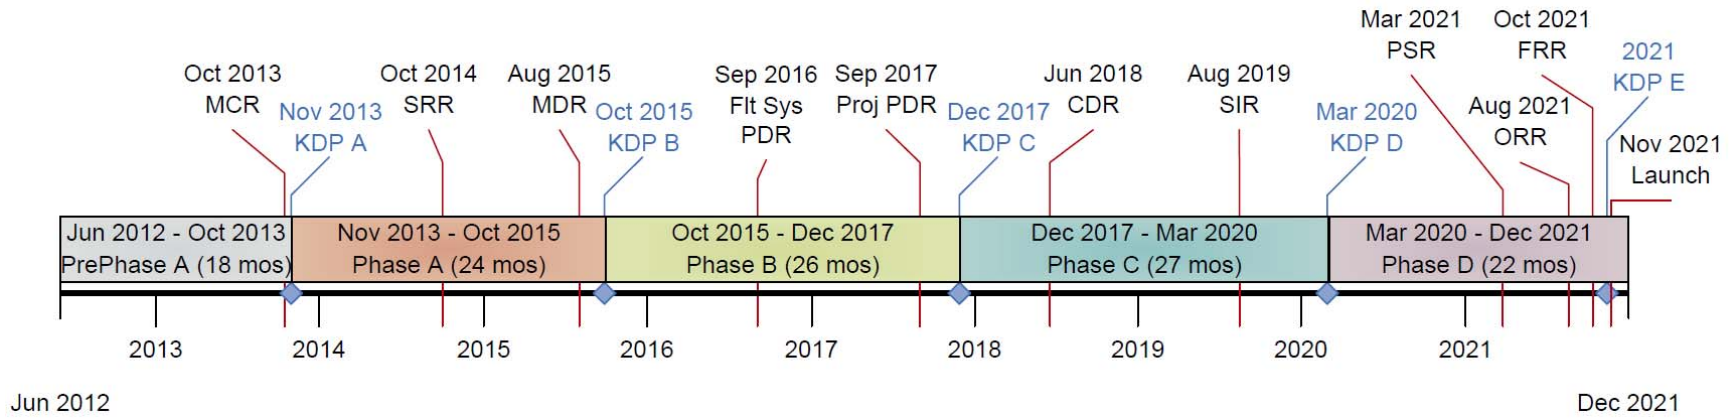 Mar 2021
PSR
Oct 2021
FRR
Oct 2013
MCR
Oct 2014
SRR
Aug 2015
MDR
Sep 2016
Flt Sys
PDR
Sep 2017
Proj PDR
Jun 2018
CDR
Aug 2019
SIR
2021
KDP E
Nov 2013
KDP A
Oct 2015
KDP B
Dec 2017
KDP C
Mar 2020
KDP D
Aug 2021
ORR
Nov 2021
Launch
Jun 2012 - Oct 2013
PrePhase A (18 mos)
Nov 2013 - Oct 2015
Phase A (24 mos)
Oct 2015 - Dec 2017
Phase B (26 mos)
Dec 2017 - Mar 2020
Phase C (27 mos)
Mar 2020 - Dec 2021
Phase D (22 mos)
2013
2014
2015
2016
2017
2018
2019
2020
2021
Jun 2012
Dec 2021